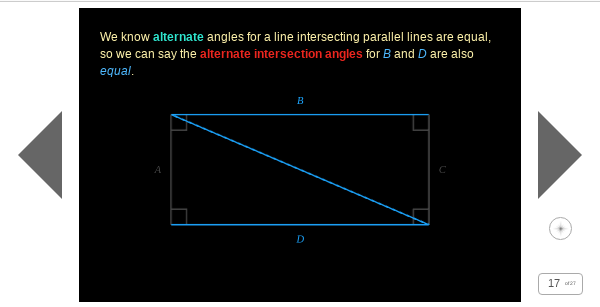 We know alternate angles for a line intersecting parallel lines are equal,
so we can say the alternate intersection angles for B and D are also
equal.
B
A
C
D
17 of 27